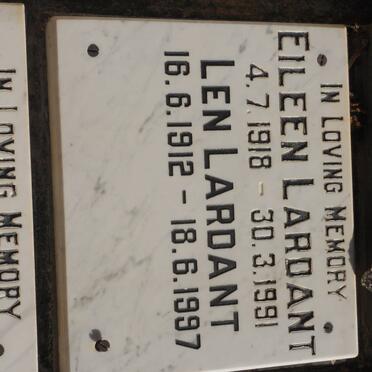 IN LOVING MEMORY
EILEEN LARDANT
4.7.1918 - 30.3.1991
LEN LARDANT
16.6.1912 - 18.6.1997
IN LOVING MEMORY